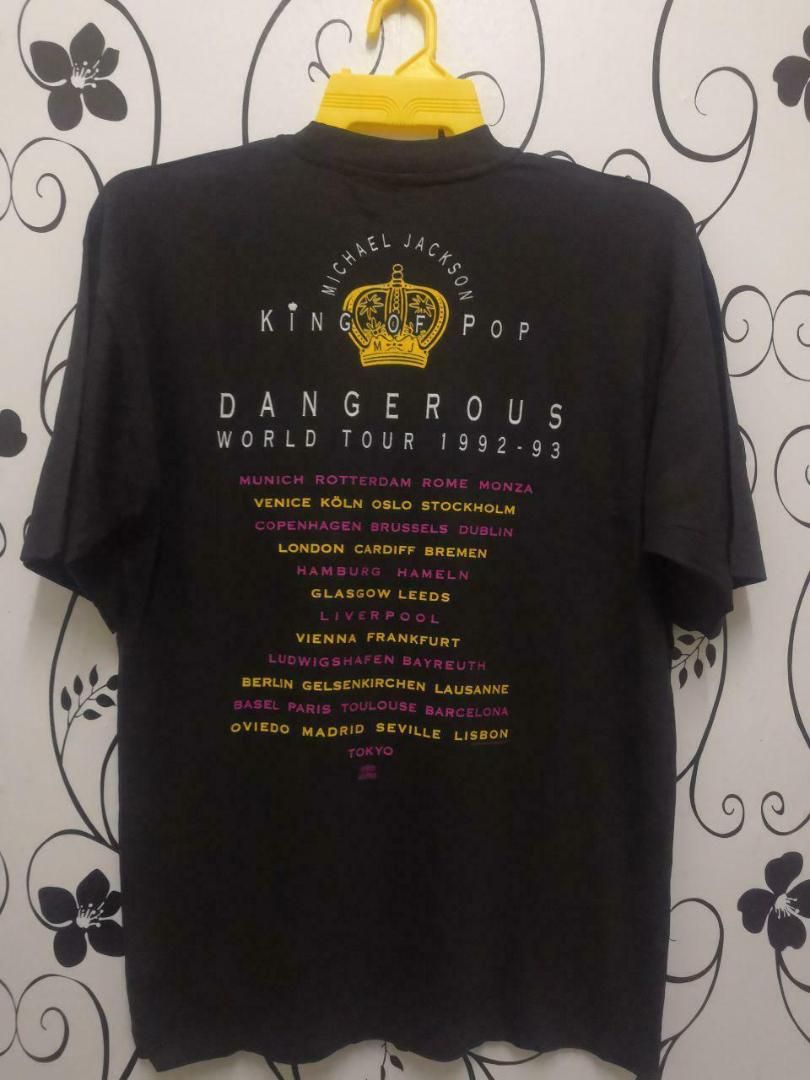 MICHAEL JACKSON
KiNG OF POP
M J
DANGEROUS
WORLD TOUR 1992-93
MUNICH ROTTERDAM ROME MONZA
VENICE KÖLN OSLO STOCKHOLM
COPENHAGEN BRUSSELS DUBLIN
LONDON CARDIFF BREMEN
HAMBURG HAMELN
GLASGOW LEEDS
LIVERPOOL
VIENNA FRANKFURT
LUDWIGSHAFEN BAYREUTH
BERLIN GELSENKIRCHEN LAUSANNE
BASEL PARIS TOULOUSE BARCELONA
OVIEDO MADRID SEVILLE LISBON
TOKYO